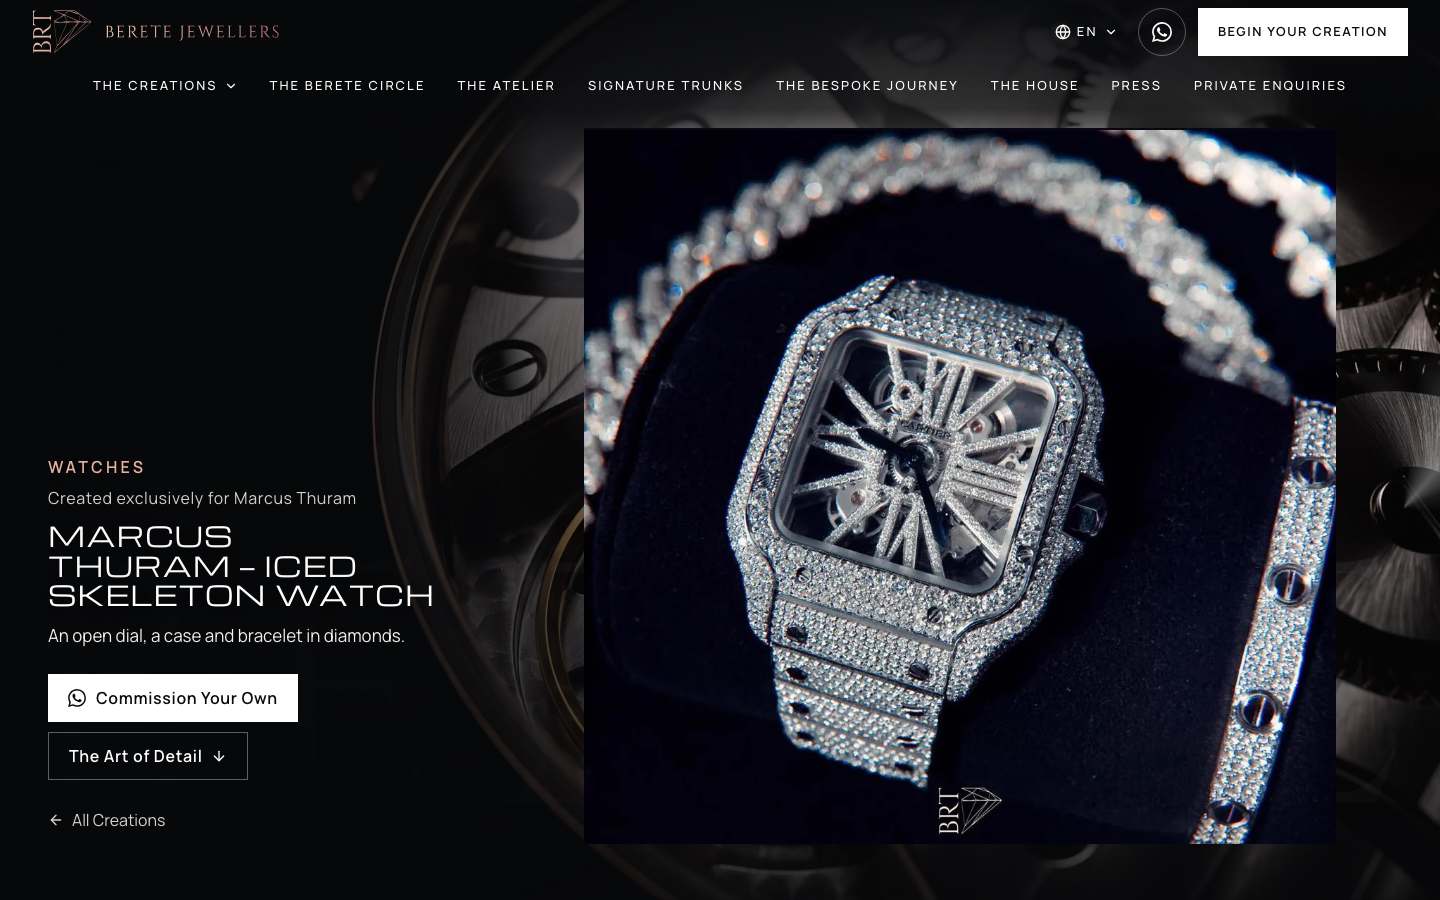 BRT
BERETE JEWELLERS
EN
BEGIN YOUR CREATION
THE CREATIONS
THE BERETE CIRCLE
THE ATELIER
SIGNATURE TRUNKS
THE BESPOKE JOURNEY
THE HOUSE
PRESS
PRIVATE ENQUIRIES
WATCHES
Created exclusively for Marcus Thuram
MARCUS
THURAM – ICED
SKELETON WATCH
An open dial, a case and bracelet in diamonds.
Commission Your Own
The Art of Detail ↓
← All Creations
BRT